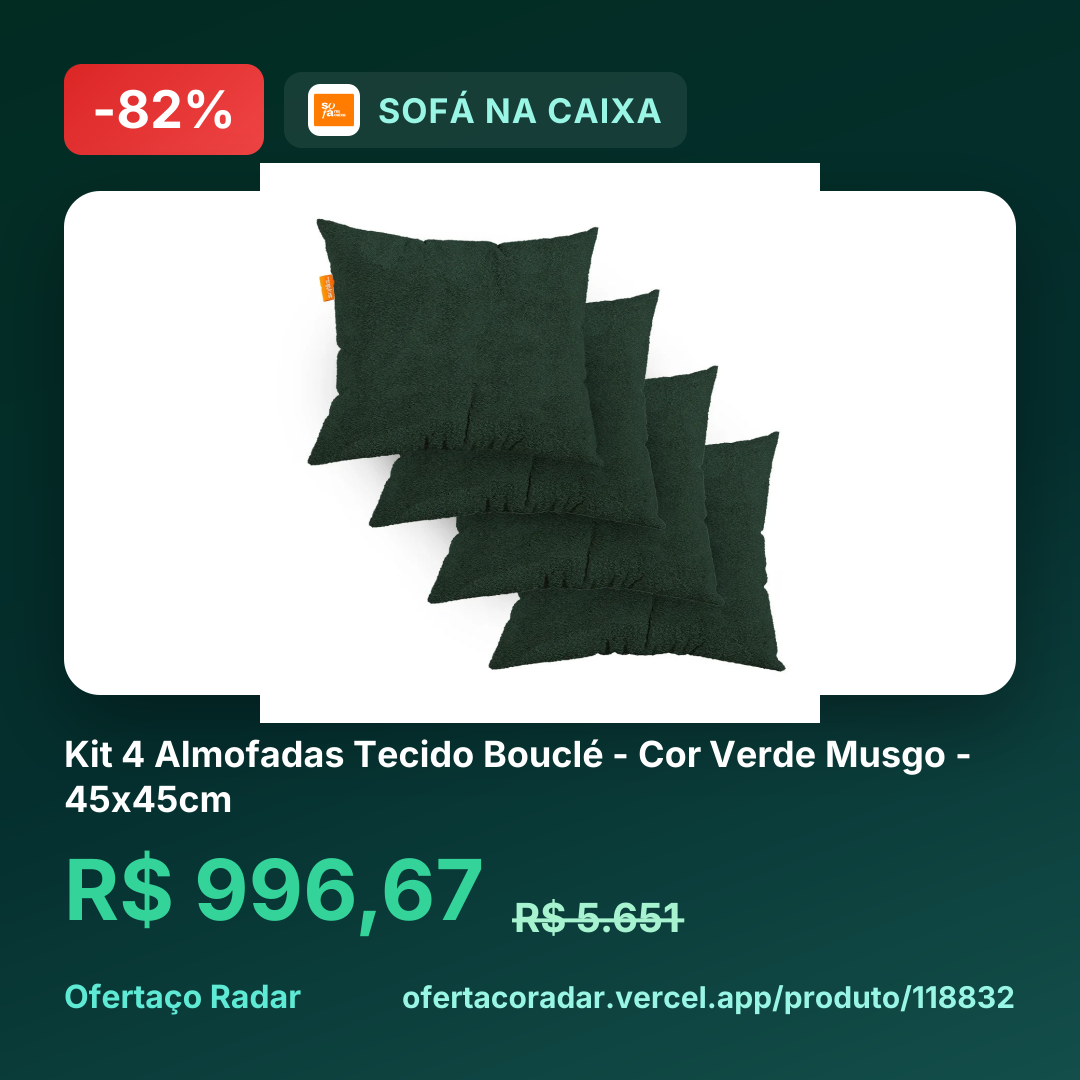 -82%
SOFÁ NA CAIXA
Kit 4 Almofadas Tecido Bouclé - Cor Verde Musgo -
45x45cm
R$ 996,67
R$ 5.651
Ofertaço Radar
ofertacoradar.vercel.app/produto/118832